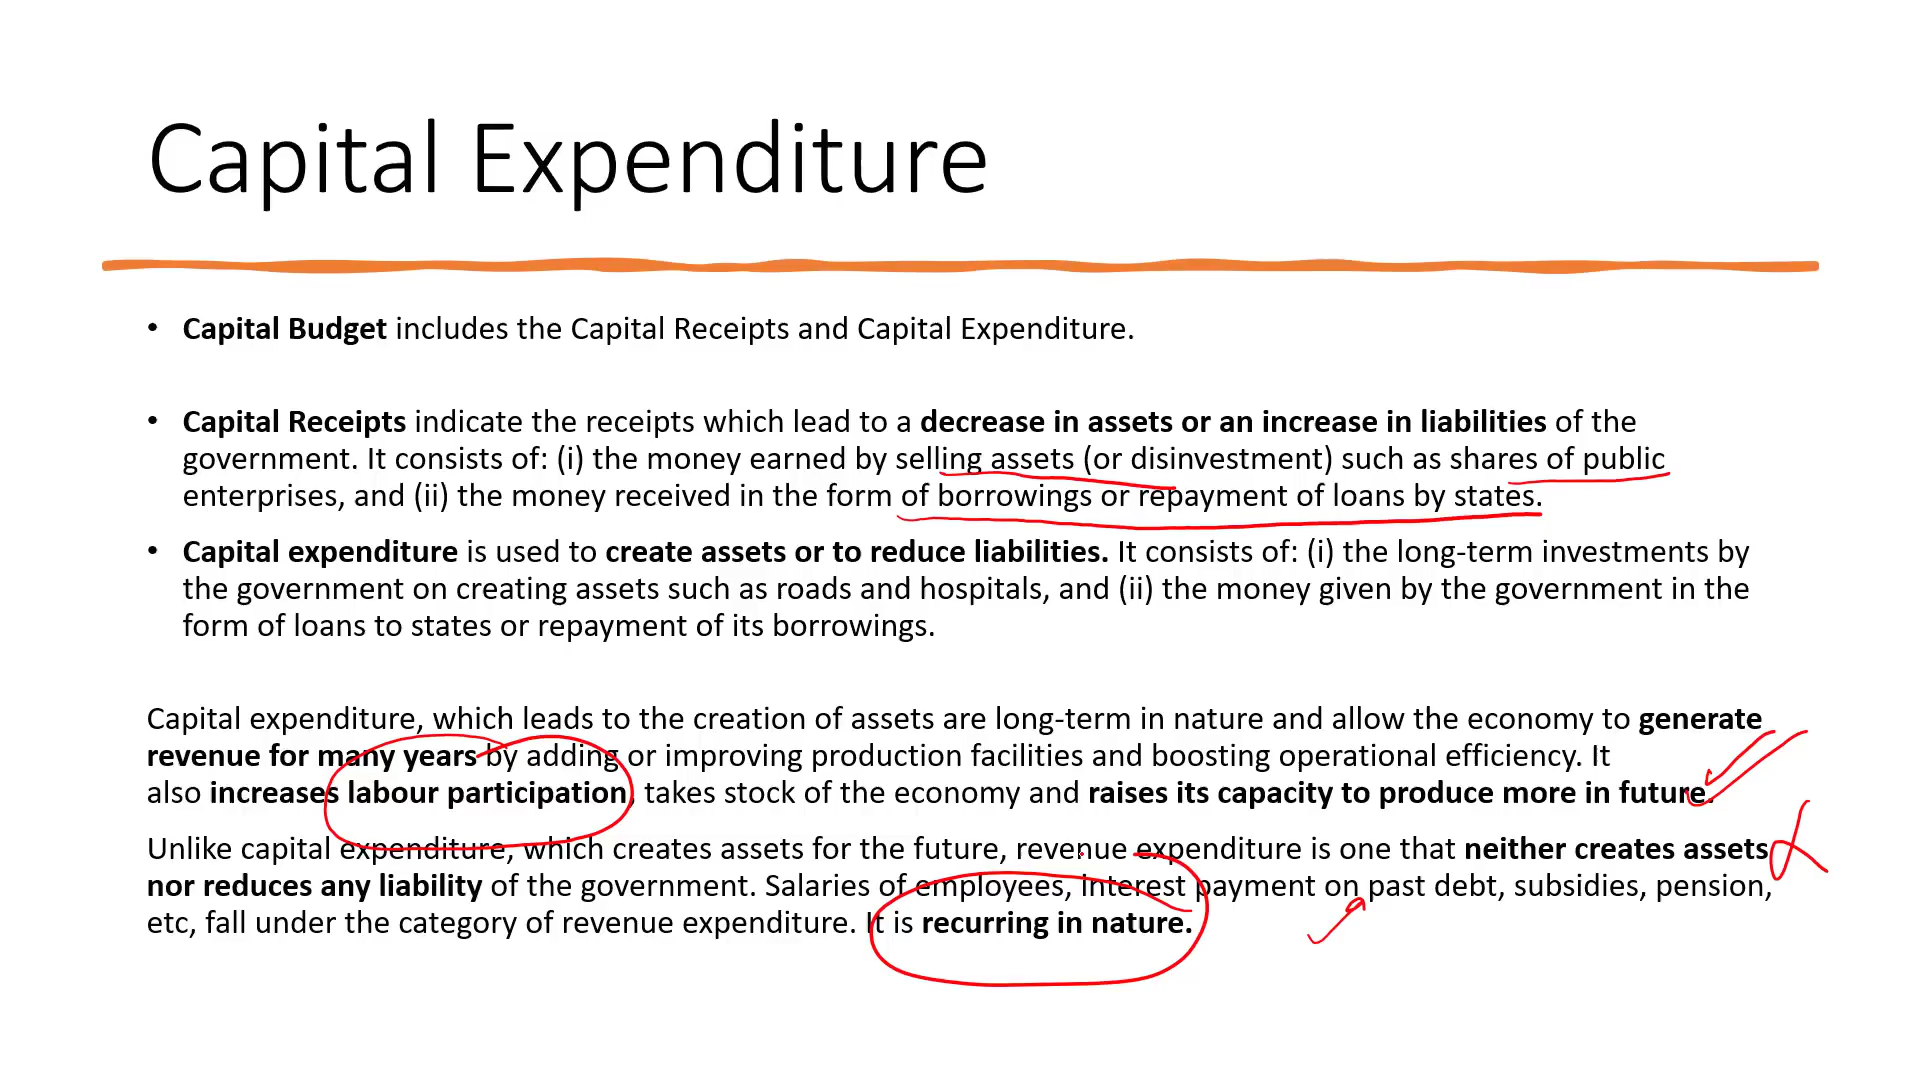 Capital Expenditure
• Capital Budget includes the Capital Receipts and Capital Expenditure.
• Capital Receipts indicate the receipts which lead to a decrease in assets or an increase in liabilities of the
government. It consists of: (i) the money earned by selling assets (or disinvestment) such as shares of public
enterprises, and (ii) the money received in the form of borrowings or repayment of loans by states.
• Capital expenditure is used to create assets or to reduce liabilities. It consists of: (i) the long-term investments by
the government on creating assets such as roads and hospitals, and (ii) the money given by the government in the
form of loans to states or repayment of its borrowings.
Capital expenditure, which leads to the creation of assets are long-term in nature and allow the economy to generate
revenue for many years by adding or improving production facilities and boosting operational efficiency. It
also increases labour participation, takes stock of the economy and raises its capacity to produce more in future.
Unlike capital expenditure, which creates assets for the future, revenue expenditure is one that neither creates assets
nor reduces any liability of the government. Salaries of employees, interest payment on past debt, subsidies, pension,
etc, fall under the category of revenue expenditure. It is recurring in nature.